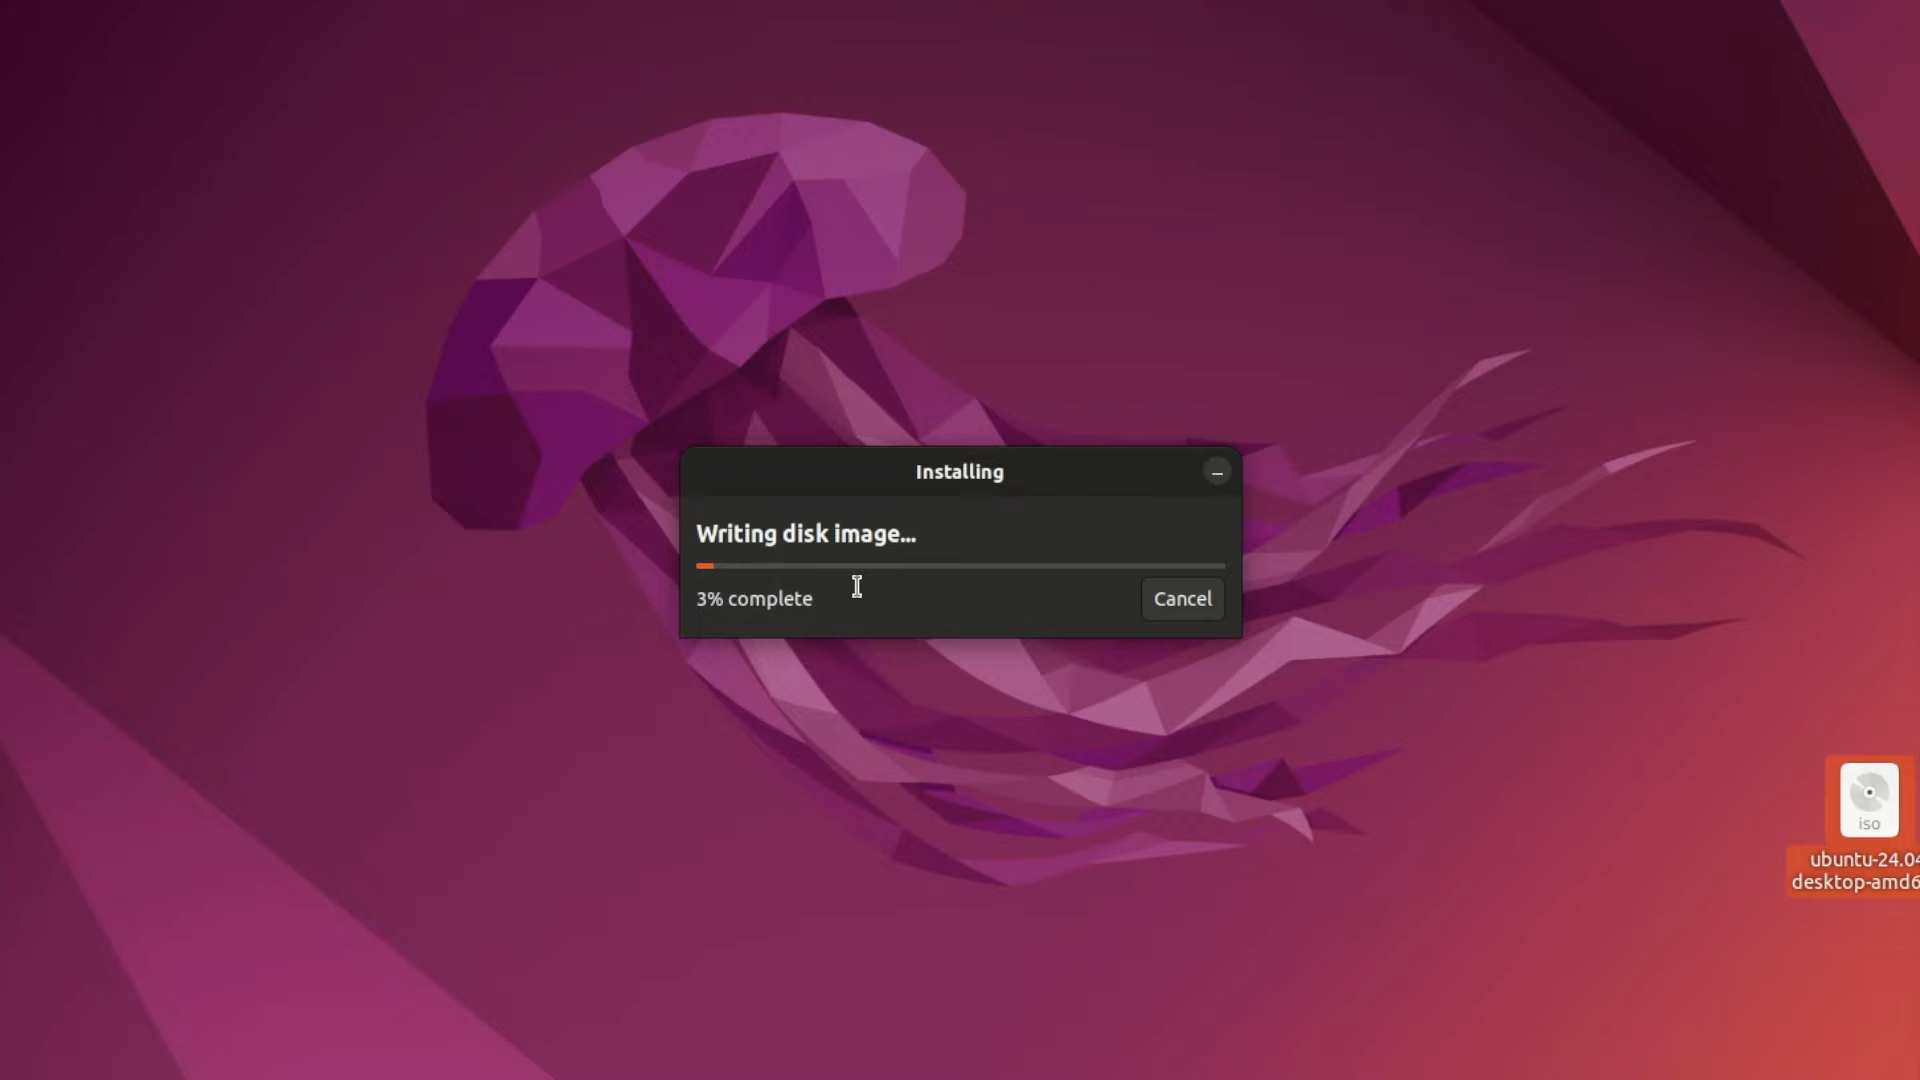 Installing
Writing disk image...
3% complete
Cancel
iso
ubuntu-24.04
desktop-amd6